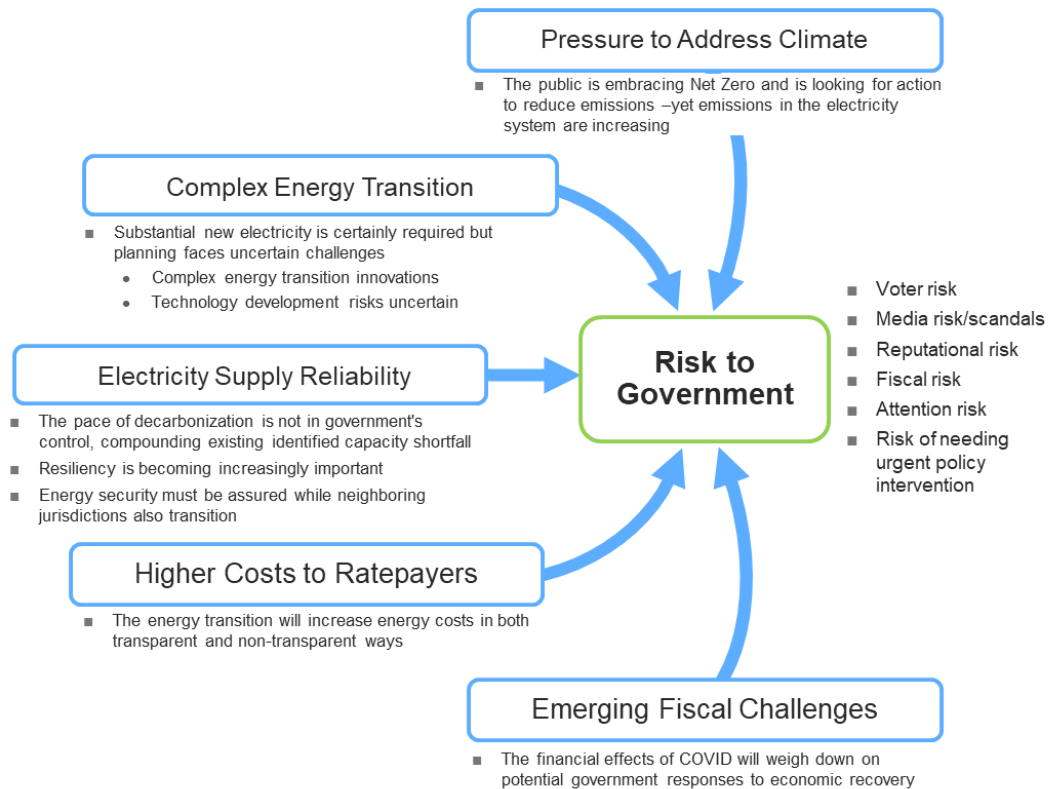 Pressure to Address Climate
■ The public is embracing Net Zero and is looking for action
to reduce emissions –yet emissions in the electricity
system are increasing
Complex Energy Transition
■ Substantial new electricity is certainly required but
planning faces uncertain challenges
● Complex energy transition innovations
● Technology development risks uncertain
Electricity Supply Reliability
■ The pace of decarbonization is not in government's
control, compounding existing identified capacity shortfall
■ Resiliency is becoming increasingly important
■ Energy security must be assured while neighboring
jurisdictions also transition
Higher Costs to Ratepayers
■ The energy transition will increase energy costs in both
transparent and non-transparent ways
Emerging Fiscal Challenges
■ The financial effects of COVID will weigh down on
potential government responses to economic recovery
Risk to
Government
■ Voter risk
■ Media risk/scandals
■ Reputational risk
■ Fiscal risk
■ Attention risk
■ Risk of needing
urgent policy
intervention